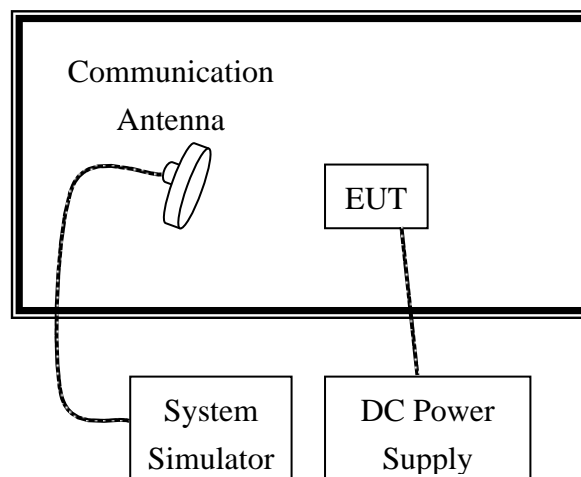 Communication
Antenna
EUT
System
Simulator
DC Power
Supply